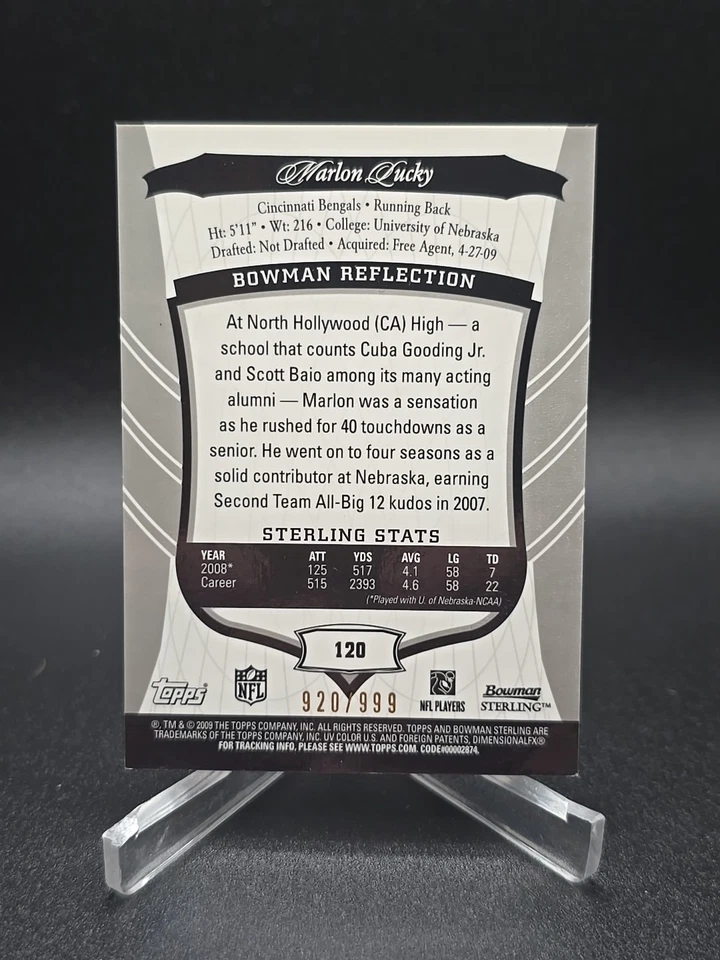 Marlon Lucky
Cincinnati Bengals • Running Back
Ht: 5'11" • Wt: 216 • College: University of Nebraska
Drafted: Not Drafted • Acquired: Free Agent, 4-27-09
BOWMAN REFLECTION
At North Hollywood (CA) High — a
school that counts Cuba Gooding Jr.
and Scott Baio among its many acting
alumni — Marlon was a sensation
as he rushed for 40 touchdowns as a
senior. He went on to four seasons as a
solid contributor at Nebraska, earning
Second Team All-Big 12 kudos in 2007.
STERLING STATS
YEAR ATT YDS AVG LG TD
2008* 125 517 4.1 58 7
Career 515 2393 4.6 58 22
(*Played with U. of Nebraska-NCAA)
120
920/999
Topps
NFL
NFL PLAYERS
Bowman
STERLING™
®, TM & © 2009 THE TOPPS COMPANY, INC. ALL RIGHTS RESERVED. TOPPS AND BOWMAN STERLING ARE
TRADEMARKS OF THE TOPPS COMPANY, INC. UV COLOR U.S. AND FOREIGN PATENTS, DIMENSIONALFX®
FOR TRACKING INFO. PLEASE SEE WWW.TOPPS.COM. CODE#00002874.